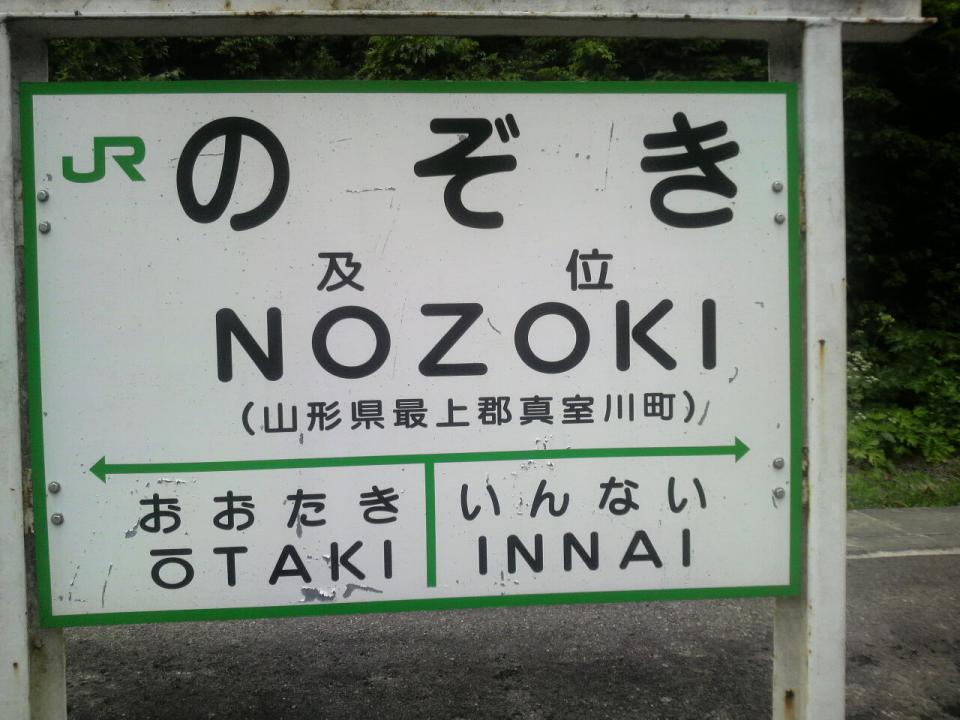 JR のぞき
及位
NOZOKI
(山形県最上郡真室川町)
おおたき いんない
ŌTAKI INNAI